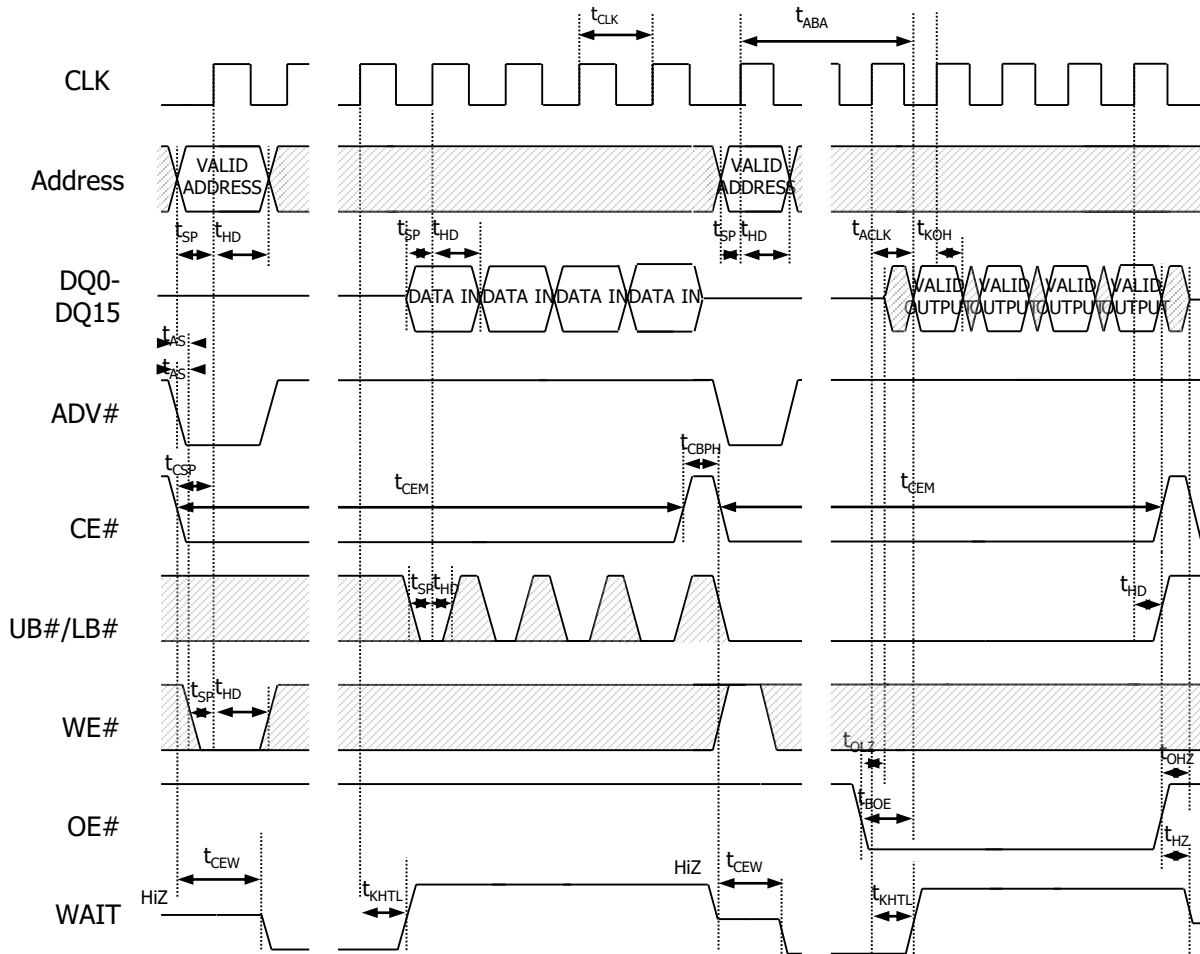 tCLK
tABA
CLK
Address
VALID
ADDRESS
VALID
ADDRESS
tSP
tHD
tSP
tHD
tSP
tHD
tACLK
tKOH
DQ0-
DQ15
DATA IN
DATA IN
DATA IN
DATA IN
VALID
OUTPUT
VALID
OUTPUT
VALID
OUTPUT
VALID
OUTPUT
tAS
tAS
ADV#
tCSP
tCEM
tCBPH
tCEM
CE#
tSP
tHD
tHD
UB#/LB#
tSP
tHD
WE#
tOLZ
tOHZ
tBOE
OE#
tHZ
tCEW
HiZ
tCEW
HiZ
tKHTL
tKHTL
WAIT